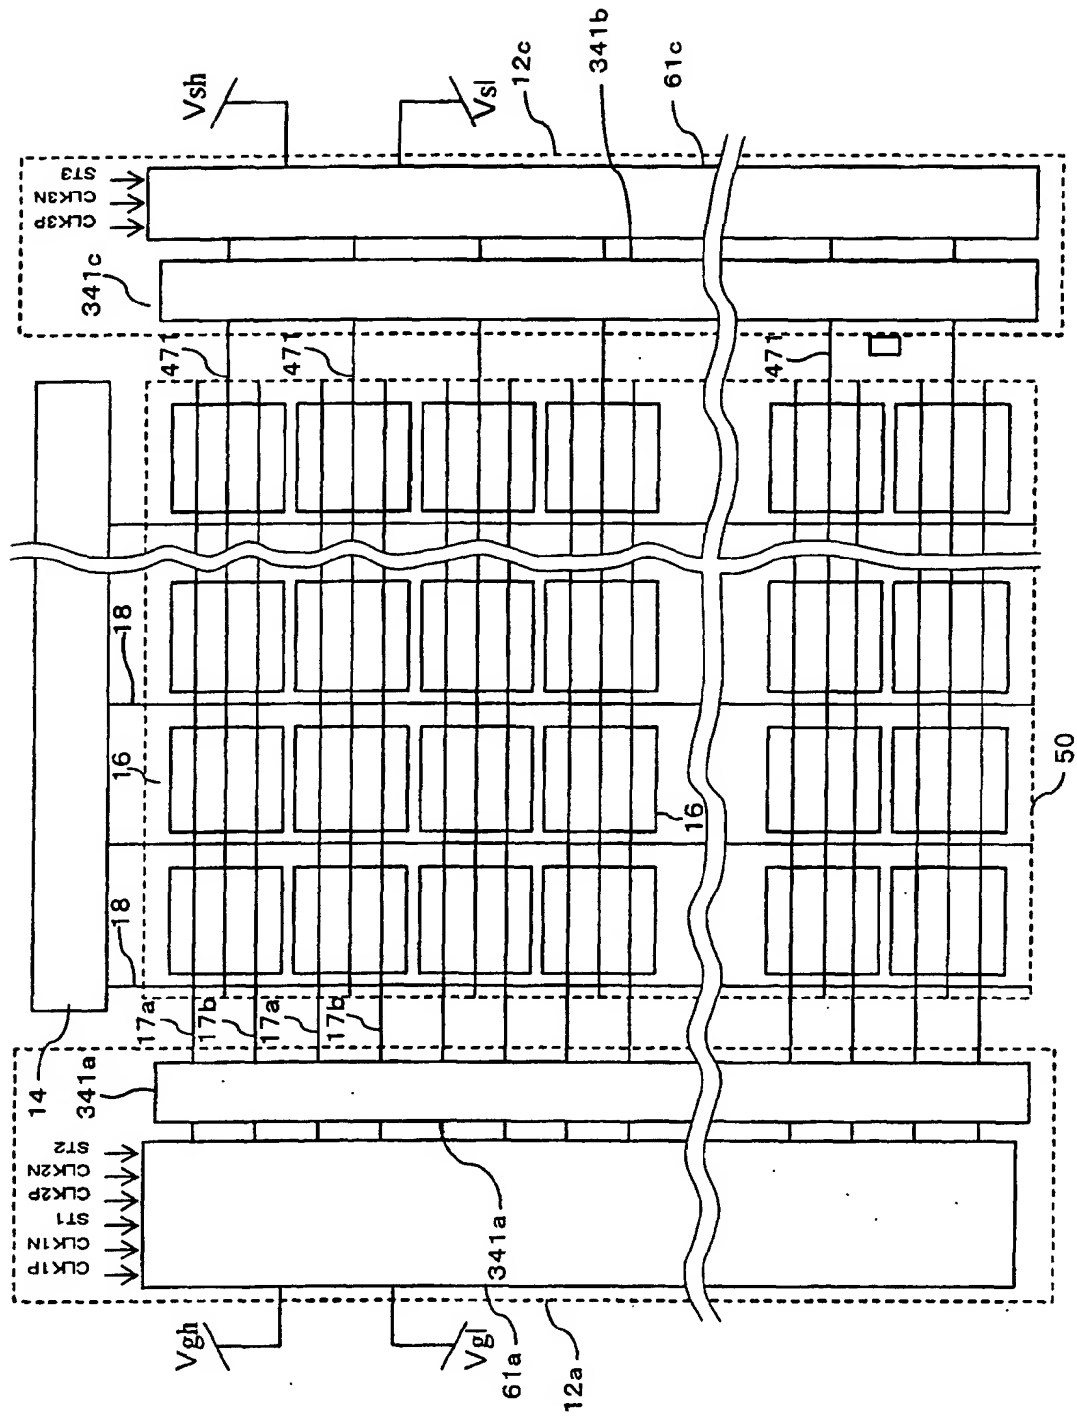 Vsh
Vsl
12c
341b
61c
ST3
CLK3N
CLK3P
341c
471
471
471
18
16
16
50
18
17a
17b
17a
17b
14
341a
ST2
CLK2N
CLK2P
ST1
CLK1N
CLK1P
341a
Vgh
Vgl
61a
12a